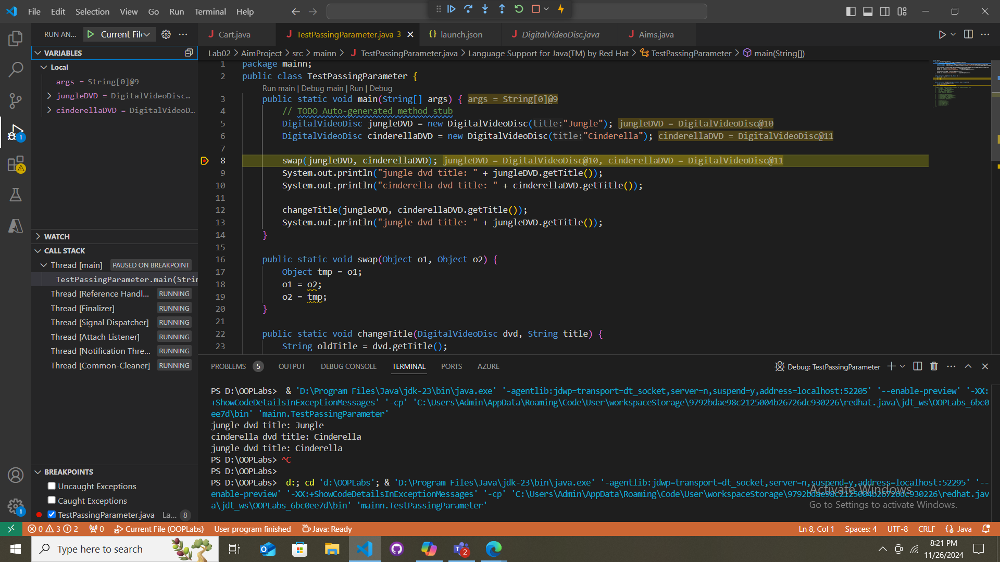 File Edit Selection View Go Run Terminal Help
RUN AN... Current Fil
Cart.java TestPassingParameter.java 3 launch.json DigitalVideoDisc.java Aims.java
Lab02 > AimProject > src > mainn > TestPassingParameter.java > Language Support for Java(TM) by Red Hat > TestPassingParameter > main(String[])
VARIABLES
Local
args = String[0]@9
jungleDVD = DigitalVideoDisc...
cinderellaDVD = DigitalVideoD...
WATCH
CALL STACK
Thread [main] PAUSED ON BREAKPOINT
TestPassingParameter.main(Strin
Thread [Reference Handl... RUNNING
Thread [Finalizer] RUNNING
Thread [Signal Dispatcher] RUNNING
Thread [Attach Listener] RUNNING
Thread [Notification Thre... RUNNING
Thread [Common-Cleaner] RUNNING
BREAKPOINTS
Uncaught Exceptions
Caught Exceptions
TestPassingParameter.java La... 8
1 package mainn;
2 public class TestPassingParameter {
Run main | Debug main | Run | Debug
3 public static void main(String[] args) { args = String[0]@9
4 // TODO Auto-generated method stub
5 DigitalVideoDisc jungleDVD = new DigitalVideoDisc(title:"Jungle"); jungleDVD = DigitalVideoDisc@10
6 DigitalVideoDisc cinderellaDVD = new DigitalVideoDisc(title:"Cinderella"); cinderellaDVD = DigitalVideoDisc@11
7
8 swap(jungleDVD, cinderellaDVD); jungleDVD = DigitalVideoDisc@10, cinderellaDVD = DigitalVideoDisc@11
9 System.out.println("jungle dvd title: " + jungleDVD.getTitle());
10 System.out.println("cinderella dvd title: " + cinderellaDVD.getTitle());
11
12 changeTitle(jungleDVD, cinderellaDVD.getTitle());
13 System.out.println("jungle dvd title: " + jungleDVD.getTitle());
14 }
15
16 public static void swap(Object o1, Object o2) {
17 Object tmp = o1;
18 o1 = o2;
19 o2 = tmp;
20 }
21
22 public static void changeTitle(DigitalVideoDisc dvd, String title) {
23 String oldTitle = dvd.getTitle();
PROBLEMS 5 OUTPUT DEBUG CONSOLE TERMINAL PORTS AZURE Debug: TestPassingParameter
PS D:\OOPLabs>  & 'D:\Program Files\Java\jdk-23\bin\java.exe' '-agentlib:jdwp=transport=dt_socket,server=n,suspend=y,address=localhost:52205' '--enable-preview' '-XX:
+ShowCodeDetailsInExceptionMessages' '-cp' 'C:\Users\Admin\AppData\Roaming\Code\User\workspaceStorage\9792bdae98c2125004b26726dc930226\redhat.java\jdt_ws\OOPLabs_6bc0
ee7d\bin' 'mainn.TestPassingParameter'
jungle dvd title: Jungle
cinderella dvd title: Cinderella
jungle dvd title: Cinderella
PS D:\OOPLabs> ^C
PS D:\OOPLabs>
PS D:\OOPLabs>  d:; cd 'd:\OOPLabs'; & 'D:\Program Files\Java\jdk-23\bin\java.exe' '-agentlib:jdwp=transport=dt_socket,server=n,suspend=y,address=localhost:52295' '--
enable-preview' '-XX:+ShowCodeDetailsInExceptionMessages' '-cp' 'C:\Users\Admin\AppData\Roaming\Code\User\workspaceStorage\9792bdae98c2125004b26726dc930226\redhat.jav
a\jdt_ws\OOPLabs_6bc0ee7d\bin' 'mainn.TestPassingParameter'
Activate Windows
Go to Settings to activate Windows.
0 3 2 0 Current File (OOPLabs) User program finished Java: Ready Ln 8, Col 1 Spaces: 4 UTF-8 CRLF Java
Type here to search
8:21 PM
11/26/2024